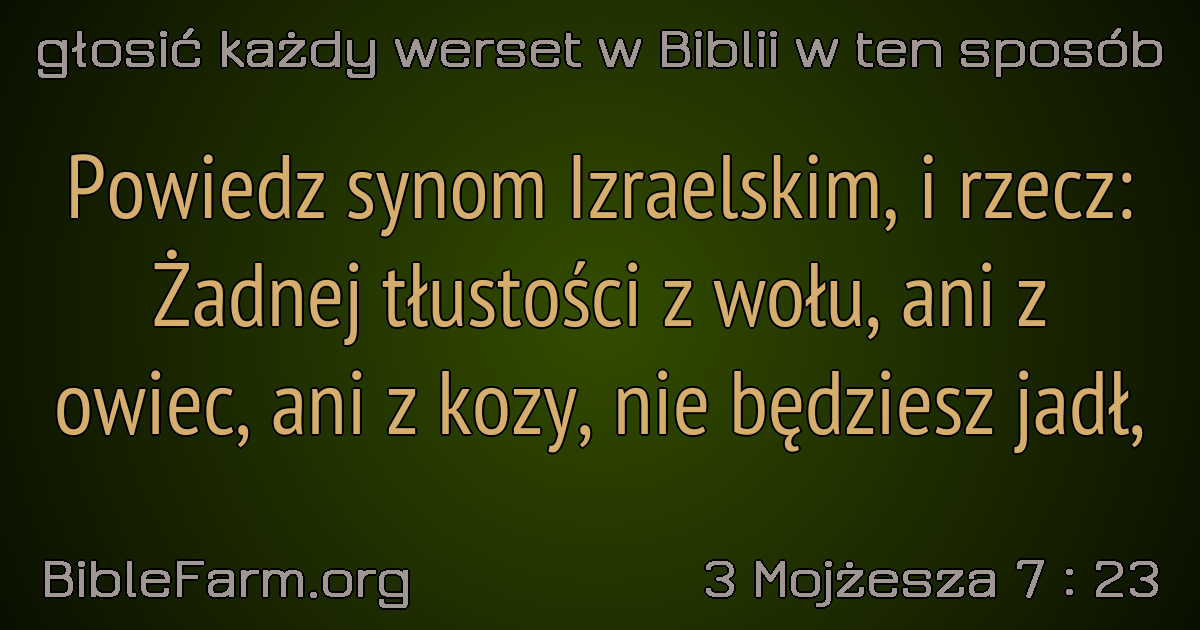 głosić każdy werset w Biblii w ten sposób
Powiedz synom Izraelskim, i rzecz:
Żadnej tłustości z wołu, ani z
owiec, ani z kozy, nie będziesz jadł,
BibleFarm.org
3 Mojżesza 7 : 23